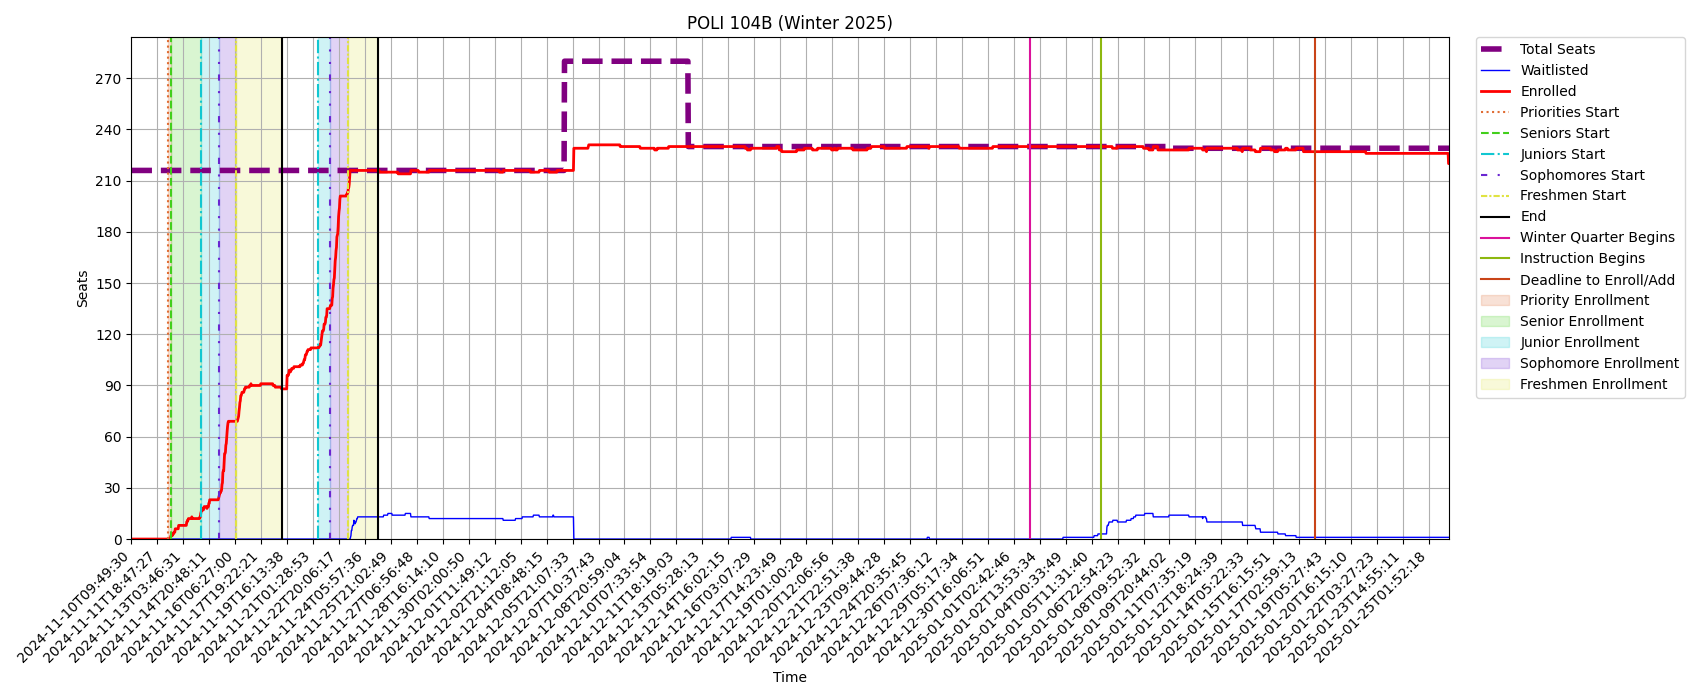 POLI 104B (Winter 2025)
Seats
270
240
210
180
150
120
90
60
30
0
2024-11-10T09:49:30
2024-11-11T18:47:27
2024-11-13T03:46:31
2024-11-14T20:48:11
2024-11-16T06:27:00
2024-11-17T19:22:21
2024-11-19T16:13:38
2024-11-21T01:28:53
2024-11-22T20:06:17
2024-11-24T05:57:36
2024-11-25T21:02:49
2024-11-28T16:14:10
2024-11-30T02:00:50
2024-12-01T11:49:12
2024-12-02T21:12:05
2024-12-04T08:48:15
2024-12-05T21:07:33
2024-12-07T10:37:43
2024-12-08T20:59:04
2024-12-10T07:33:54
2024-12-11T18:19:03
2024-12-13T05:28:13
2024-12-14T16:02:15
2024-12-16T03:07:29
2024-12-17T14:23:49
2024-12-19T01:00:28
2024-12-20T12:06:56
2024-12-21T22:51:38
2024-12-23T09:44:28
2024-12-24T20:35:45
2024-12-26T07:36:12
2024-12-29T05:17:34
2024-12-30T16:06:51
2025-01-01T02:42:46
2025-01-02T13:53:34
2025-01-04T00:33:49
2025-01-05T11:31:40
2025-01-06T22:54:23
2025-01-08T09:52:32
2025-01-09T20:44:02
2025-01-11T07:35:19
2025-01-12T18:24:39
2025-01-14T05:22:33
2025-01-15T16:15:51
2025-01-17T02:59:13
2025-01-19T05:27:43
2025-01-20T16:15:10
2025-01-22T03:27:23
2025-01-23T14:55:11
2025-01-25T01:52:18
Time
Total Seats
Waitlisted
Enrolled
Priorities Start
Seniors Start
Juniors Start
Sophomores Start
Freshmen Start
End
Winter Quarter Begins
Instruction Begins
Deadline to Enroll/Add
Priority Enrollment
Senior Enrollment
Junior Enrollment
Sophomore Enrollment
Freshmen Enrollment